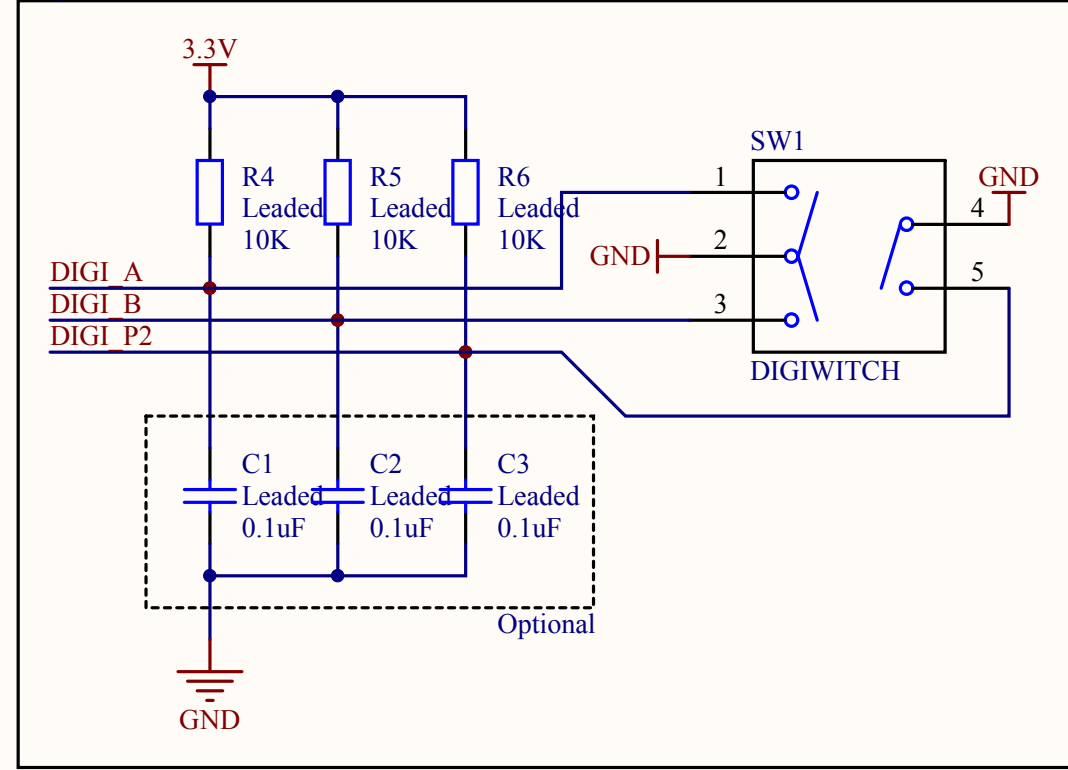 3.3V
R4
Leaded
10K
R5
Leaded
10K
R6
Leaded
10K
DIGI_A
DIGI_B
DIGI_P2
SW1
1
2
3
4
5
GND
GND
DIGIWITCH
C1
Leaded
0.1uF
C2
Leaded
0.1uF
C3
Leaded
0.1uF
Optional
GND